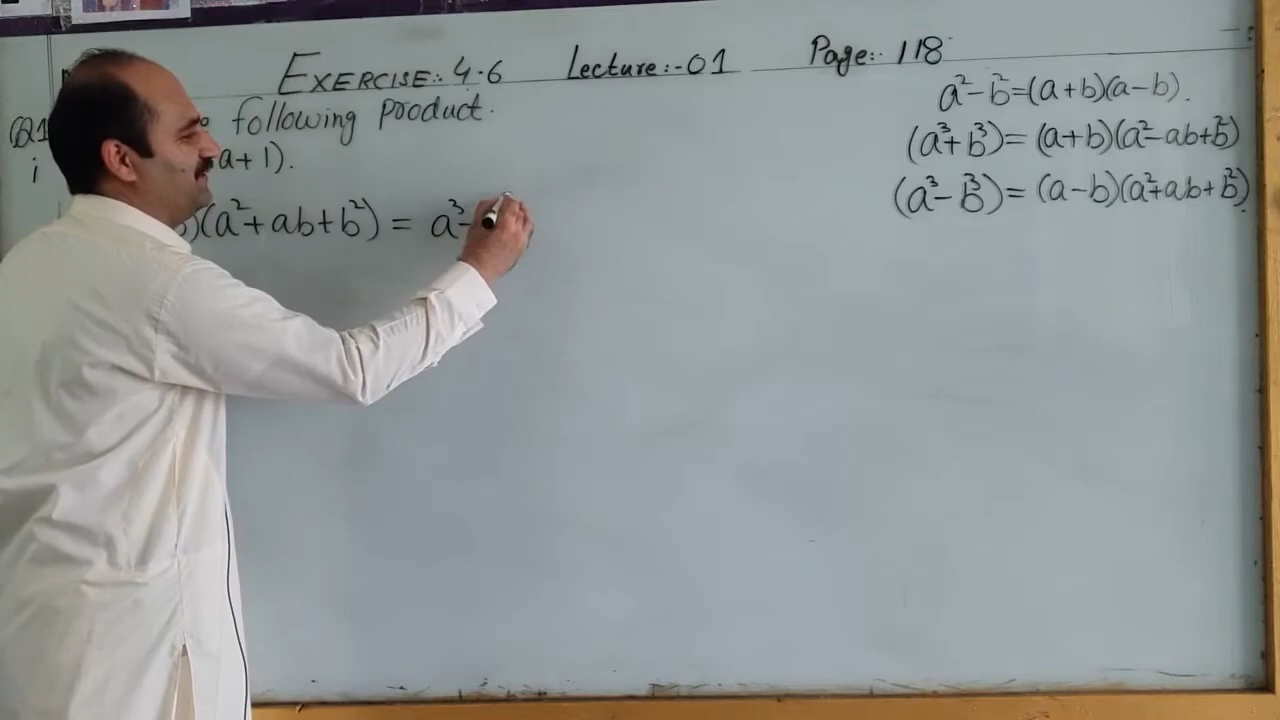 EXERCISE:. 4.6 Lecture:-01 Page:. 118
Q1 following product.
i a+1).
)(a²+ab+b²) = a³-
a²-b²=(a+b)(a-b).
(a³+b³)=(a+b)(a²-ab+b²)
(a³-b³)=(a-b)(a²+ab+b²)